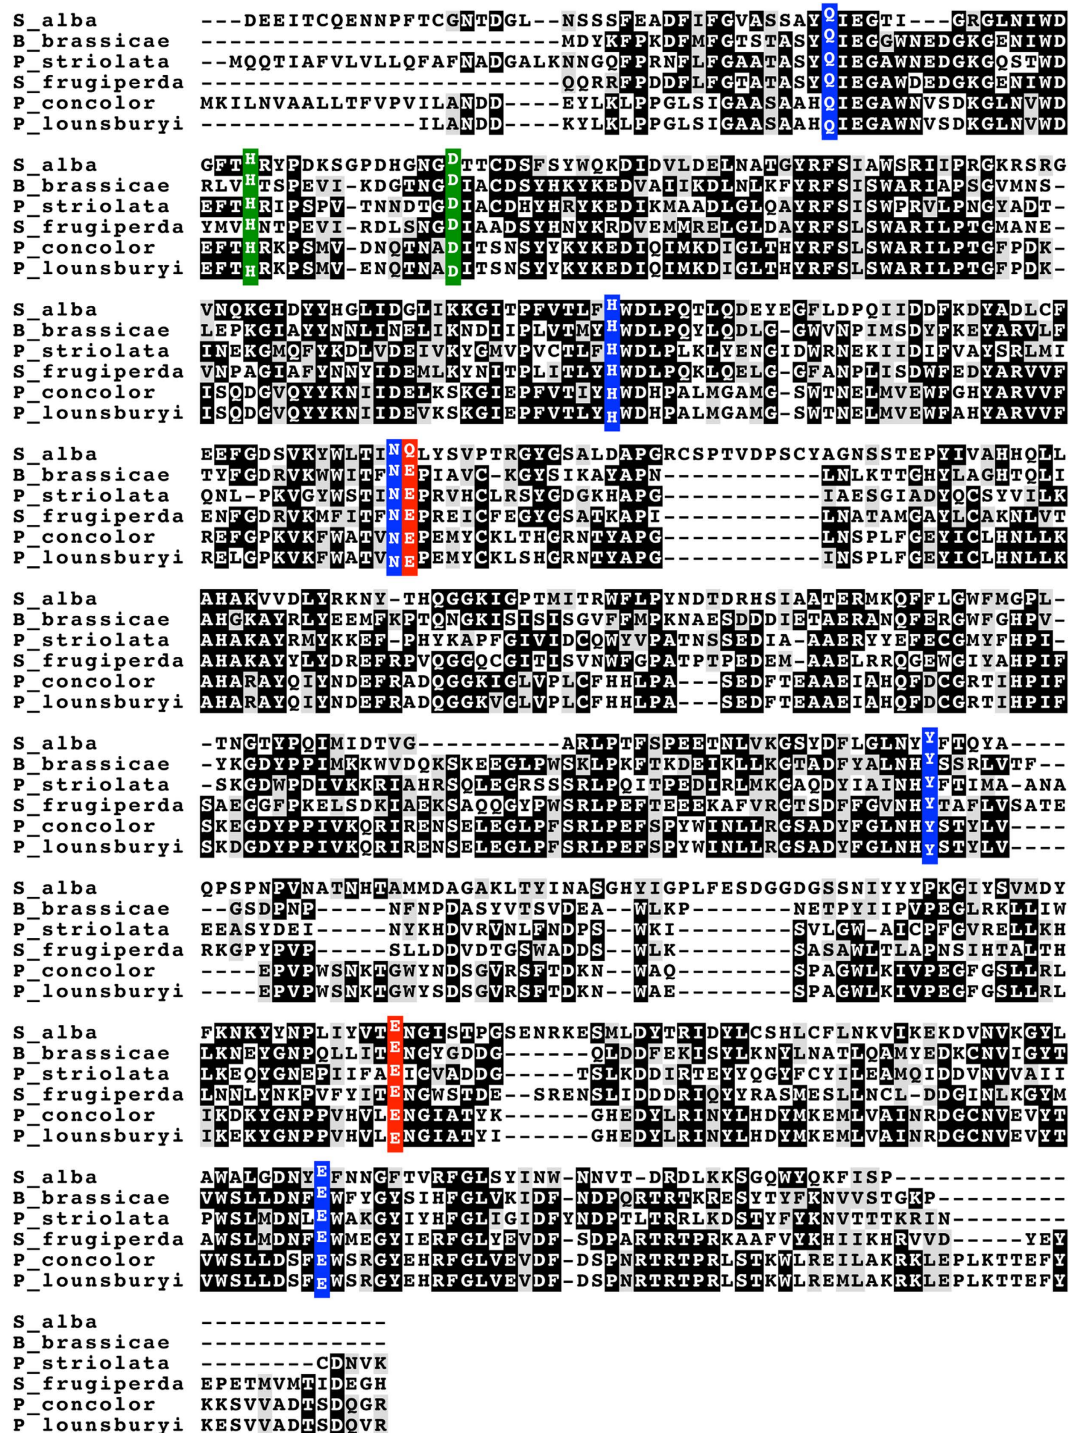 S_alba ---DEEITCQENNPFTCGNTDGL--NSSSFEADFIFGVASSAYQIEGTI---GRGLNIWD
B_brassicae -------------------------MDYKFPKDFMFGTSTASYQIEGGWNEDGKGENIWD
P_striolata --MQQTIAFVLVLLQFAFNADGALKNNGQFPRNFLFGAATASYQIEGAWNEDGKGQSTWD
S_frugiperda -------------------------QQRRFPDDFLFGTATASYQIEGAWDEDGKGENIWD
P_concolor MKILNVAALLTFVPVILANDD----EYLKLPPGLSIGAASAAHQIEGAWNVSDKGLNVWD
P_lounsburyi ---------------ILANDD----KYLKLPPGLSIGAASAAHQIEGAWNVSDKGLNVWD
S_alba GFTHRYPDKSGPDHGNGDTTCDSFSYWQKDIDVLDELNATGYRFSIAWSRIIPRGKRSRG
B_brassicae RLVHTSPEVI-KDGTNGDIACDSYHKYKEDVAIIKDLNLKFYRFSISWARIAPSGVMNS-
P_striolata EFTHRIPSPV-TNNDTGDIACDHYHRYKEDIKMAADLGLQAYRFSISWPRVLPNGYADT-
S_frugiperda YMVHNTPEVI-RDLSNGDIAADSYHNYKRDVEMMRELGLDAYRFSLSWARILPTGMANE-
P_concolor EFTHRKPSMV-DNQTNADITSNSYYKYKEDIQIMKDIGLTHYRFSLSWARILPTGFPDK-
P_lounsburyi EFTHRKPSMV-ENQTNADITSNSYYKYKEDIQIMKDIGLTHYRFSLSWARILPTGFPDK-
S_alba VNQKGIDYYHGLIDGLIKKGITPFVTLFHWDLPQTLQDEYEGFLDPQIIDDFKDYADLCF
B_brassicae LEPKGIAYYNNLINELIKNDIIPLVTMYHWDLPQYLQDLG-GWVNPIMSDYFKEYARVLF
P_striolata INEKGMQFYKDLVDEIVKYGMVPVCTLFHWDLPLKLYENGIDWRNEKIIDIFVAYSRLMI
S_frugiperda VNPAGIAFYNNYIDEMLKYNITPLITLYHWDLPQKLQELG-GFANPLISDWFEDYARVVF
P_concolor ISQDGVQYYKNIIDELKSKGIEPFVTIYHWDHPALMGAMG-SWTNELMVEWFGHYARVVF
P_lounsburyi ISQDGVQYYKNIIDEVKSKGIEPFVTLYHWDHPALMGAMG-SWTNELMVEWFAHYARVVF
S_alba EEFGDSVKYWLTINQLYSVPTRGYGSALDAPGRCSPTVDPSCYAGNSSTEPYIVAHHQLL
B_brassicae TYFGDRVKWWITFNEPIAVC-KGYSIKAYAPN-----------LNLKTTGHYLAGHTQLI
P_striolata QNL-PKVGYWSTINEPRVHCLRSYGDGKHAPG-----------IAESGIADYQCSYVILK
S_frugiperda ENFGDRVKMFITFNEPREICFEGYGSATKAPI-----------LNATAMGAYLCAKNLVT
P_concolor REFGPKVKFWATVNEPEMYCKLTHGRNTYAPG-----------INSPLFGEYICLHNLLK
P_lounsburyi RELGPKVKFWATVNEPEMYCKLSHGRNTYAPG-----------LNSPLFGEYICLHNLLK
S_alba AHAKVVDLYRKNY-THQGGKIGPTMITRWFLPYNDTDRHSIAATERMKQFFLGWFMGPL-
B_brassicae AHGKAYRLYEEMFKPTQNGKISISISGVFFMPKNAESDDDIETAERANQFERGWFGHPV-
P_striolata AHAKAYRMYKKEF-PHYKAPFGIVIDCQWYVPATNSSEDIA-AAERYYEFECGMYFHPI-
S_frugiperda AHAKAYYLYDREFRPVQGGQCGITISVNWFGPATPTPEDEM-AAELRRQGEWGIYAHPIF
P_concolor AHARAYQIYNDEFRADQGGKIGLVPLCFHHLPA---SEDFTEAAEIAHQFDCGRTIHPIF
P_lounsburyi AHARAYQIYNDEFRADQGGKVGLVPLCFHHLPA---SEDFTEAAEIAHQFDCGRTIHPIF
S_alba -TNGTYPQIMIDTVG----------ARLPTFSPEETNLVKGSYDFLGLNYYFTQYA----
B_brassicae -YKGDYPPIMKKWVDQKSKEEGLPWSKLPKFTKDEIKLLKGTADFYALNHYSSRLVTF--
P_striolata -SKGDWPDIVKKRIAHRSQLEGRSSSRLPQITPEDIRLMKGAQDYIAINHYFTIMA-ANA
S_frugiperda SAEGGFPKELSDKIAEKSAQQGYPWSRLPEFTEEEKAFVRGTSDFFGVNHYTAFLVSATE
P_concolor SKEGDYPPIVKQRIRENSELEGLPFSRLPEFSPYWINLLRGSADYFGLNHYSTYLV----
P_lounsburyi SKDGDYPPIVKQRIRENSELEGLPFSRLPEFSPYWINLLRGSADYFGLNHYSTYLV----
S_alba QPSPNPVNATNHTAMMDAGAKLTYINASGHYIGPLFESDGGDGSSNIYYYPKGIYSVMDY
B_brassicae --GSDPNP-----NFNPDASYVTSVDEA--WLKP-------NETPYIIPVPEGLRKLLIW
P_striolata EEASYDEI-----NYKHDVRVNLFNDPS--WKI--------SVLGW-AICPFGVRELLKH
S_frugiperda RKGPYPVP-----SLLDDVDTGSWADDS--WLK--------SASAWLTLAPNSIHTALTH
P_concolor ----EPVPWSNKTGWYNDSGVRSFTDKN--WAQ--------SPAGWLKIVPEGFGSLLRL
P_lounsburyi ----EPVPWSNKTGWYSDSGVRSFTDKN--WAE--------SPAGWLKIVPEGFGSLLRL
S_alba FKNKYYNPLIYVTENGISTPGSENRKESMLDYTRIDYLCSHLCFLNKVIKEKDVNVKGYL
B_brassicae LKNEYGNPQLLITENGYGDDG------QLDDFEKISYLKNYLNATLQAMYEDKCNVIGYT
P_striolata LKEQYGNEPIIFAEIGVADDG------TSLKDDIRTEYYQGYFCYILEAMQIDDVNVVAII
S_frugiperda LNNLYNKPVFYITENGWSTDE--SRENSLIDDDRIQYYRASMESLLNCL-DDGINLKGYM
P_concolor IKDKYGNPPVHVLENGIATYK------GHEDYLRINYLHDYMKEMLVAINRDGCNVEVYT
P_lounsburyi IKEKYGNPPVHVLENGIATYI------GHEDYLRINYLHDYMKEMLVAINRDGCNVEVYT
S_alba AWALGDNYEFNNGFTVRFGLSYINW-NNVT-DRDLKKSGQWYQKFISP------------
B_brassicae VWSLLDNFEWFYGYSIHFGLVKIDF-NDPQRTRTKRESYTYFKNVVSTGKP---------
P_striolata PWSLMDNLEWAKGYIYHFGLIGIDFYNDPTLTRRLKDSTYFYKNVTTTKRIN--------
S_frugiperda AWSLMDNFEWMEGYIERFGLYEVDF-SDPARTRTPRKAAFVYKHIIKHRVVD-----YEY
P_concolor VWSLLDSFEWSRGYEHRFGLVEVDF-DSPNRTRTPRLSTKWLREILAKRKLEPLKTTEFY
P_lounsburyi VWSLLDSFEWSRGYEHRFGLVEVDF-DSPNRTRTPRLSTKWLREMLAKRKLEPLKTTEFY
S_alba -------------
B_brassicae -------------
P_striolata --------CDNVK
S_frugiperda EPETMVMTIDEGH
P_concolor KKSVVADTSDQGR
P_lounsburyi KESVVADTSDQVR